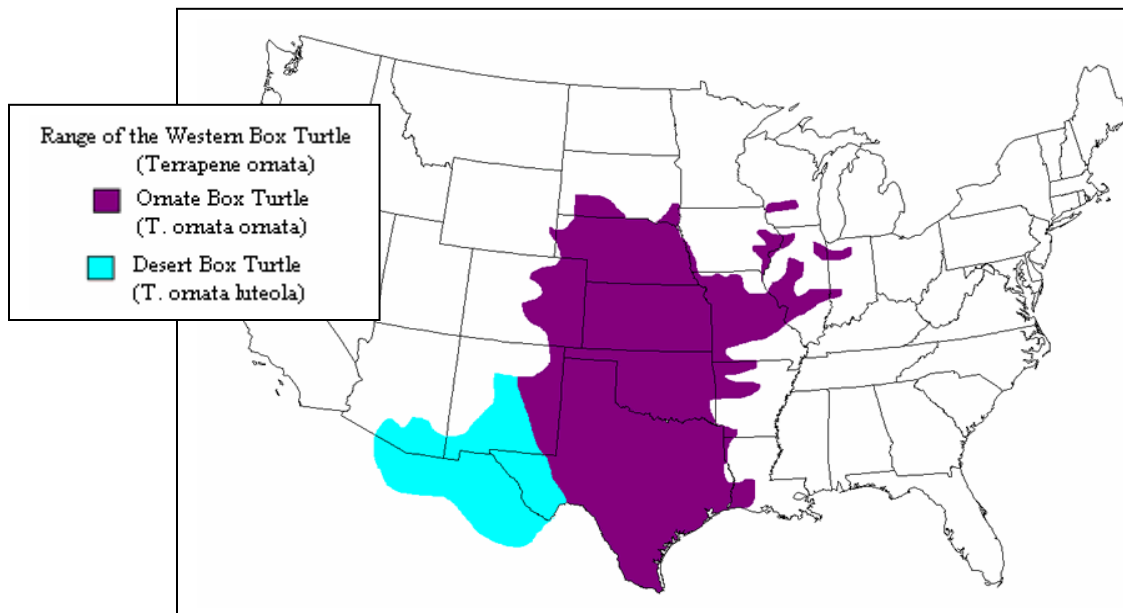 Range of the Western Box Turtle
(Terrapene ornata)
Ornate Box Turtle
(T. ornata ornata)
Desert Box Turtle
(T. ornata luteola)